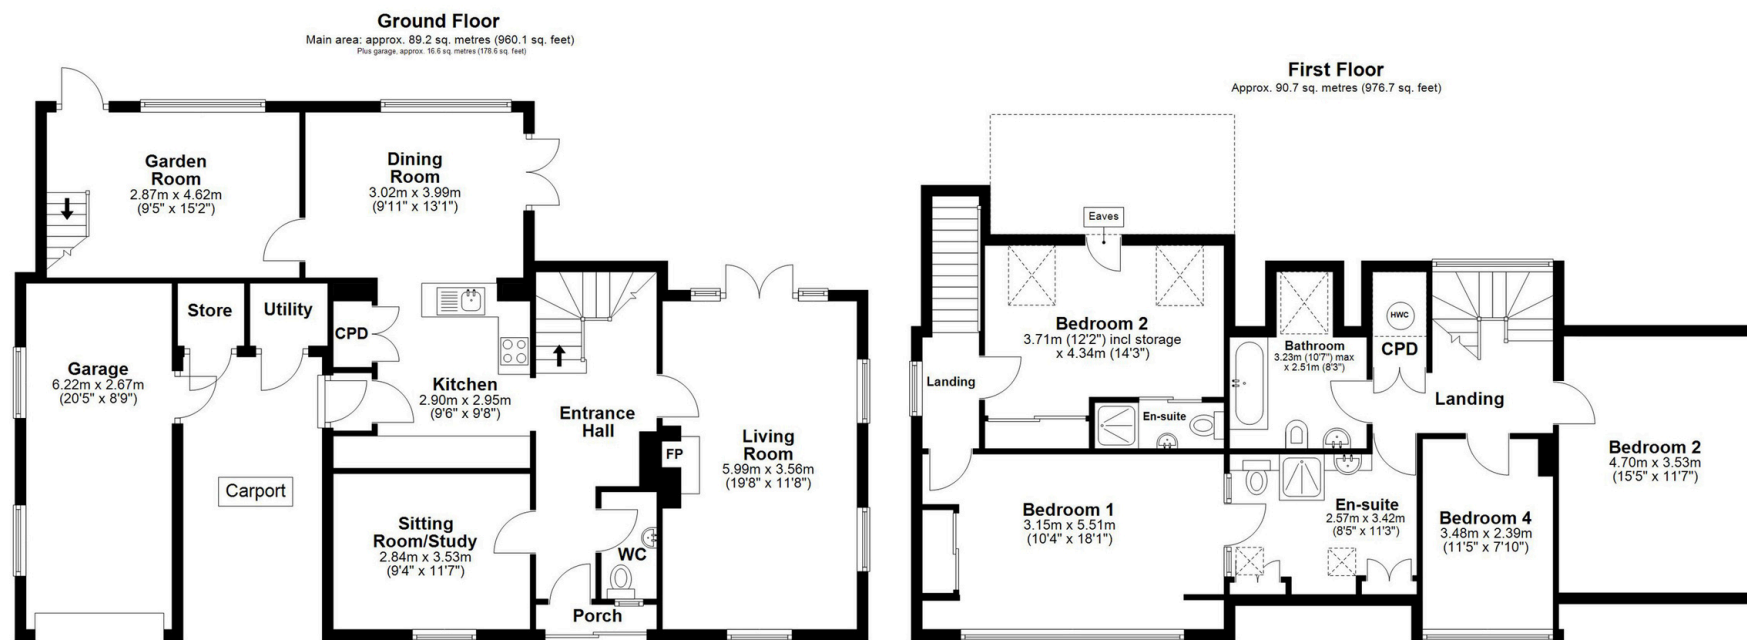 Ground Floor
Main area: approx. 89.2 sq. metres (960.1 sq. feet)
Plus garage, approx. 16.6 sq. metres (178.6 sq. feet)
Garden
Room
2.87m x 4.62m
(9'5" x 15'2")
Dining
Room
3.02m x 3.99m
(9'11" x 13'1")
Store
Utility
CPD
Garage
6.22m x 2.67m
(20'5" x 8'9")
Kitchen
2.90m x 2.95m
(9'6" x 9'8")
Entrance
Hall
FP
Living
Room
5.99m x 3.56m
(19'8" x 11'8")
Carport
Sitting
Room/Study
2.84m x 3.53m
(9'4" x 11'7")
WC
Porch
First Floor
Approx. 90.7 sq. metres (976.7 sq. feet)
Eaves
Bedroom 2
3.71m (12'2") incl storage
x 4.34m (14'3")
Landing
En-suite
Bathroom
3.23m (10'7") max
x 2.51m (8'3")
HWC
CPD
Landing
Bedroom 2
4.70m x 3.53m
(15'5" x 11'7")
Bedroom 1
3.15m x 5.51m
(10'4" x 18'1")
En-suite
2.57m x 3.42m
(8'5" x 11'3")
Bedroom 4
3.48m x 2.39m
(11'5" x 7'10")